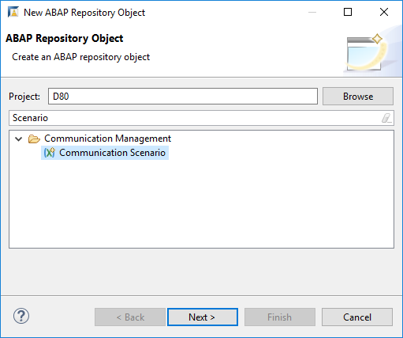 New ABAP Repository Object
ABAP Repository Object
Create an ABAP repository object
Project: D80 Browse
Scenario
Communication Management
Communication Scenario
? < Back Next > Finish Cancel